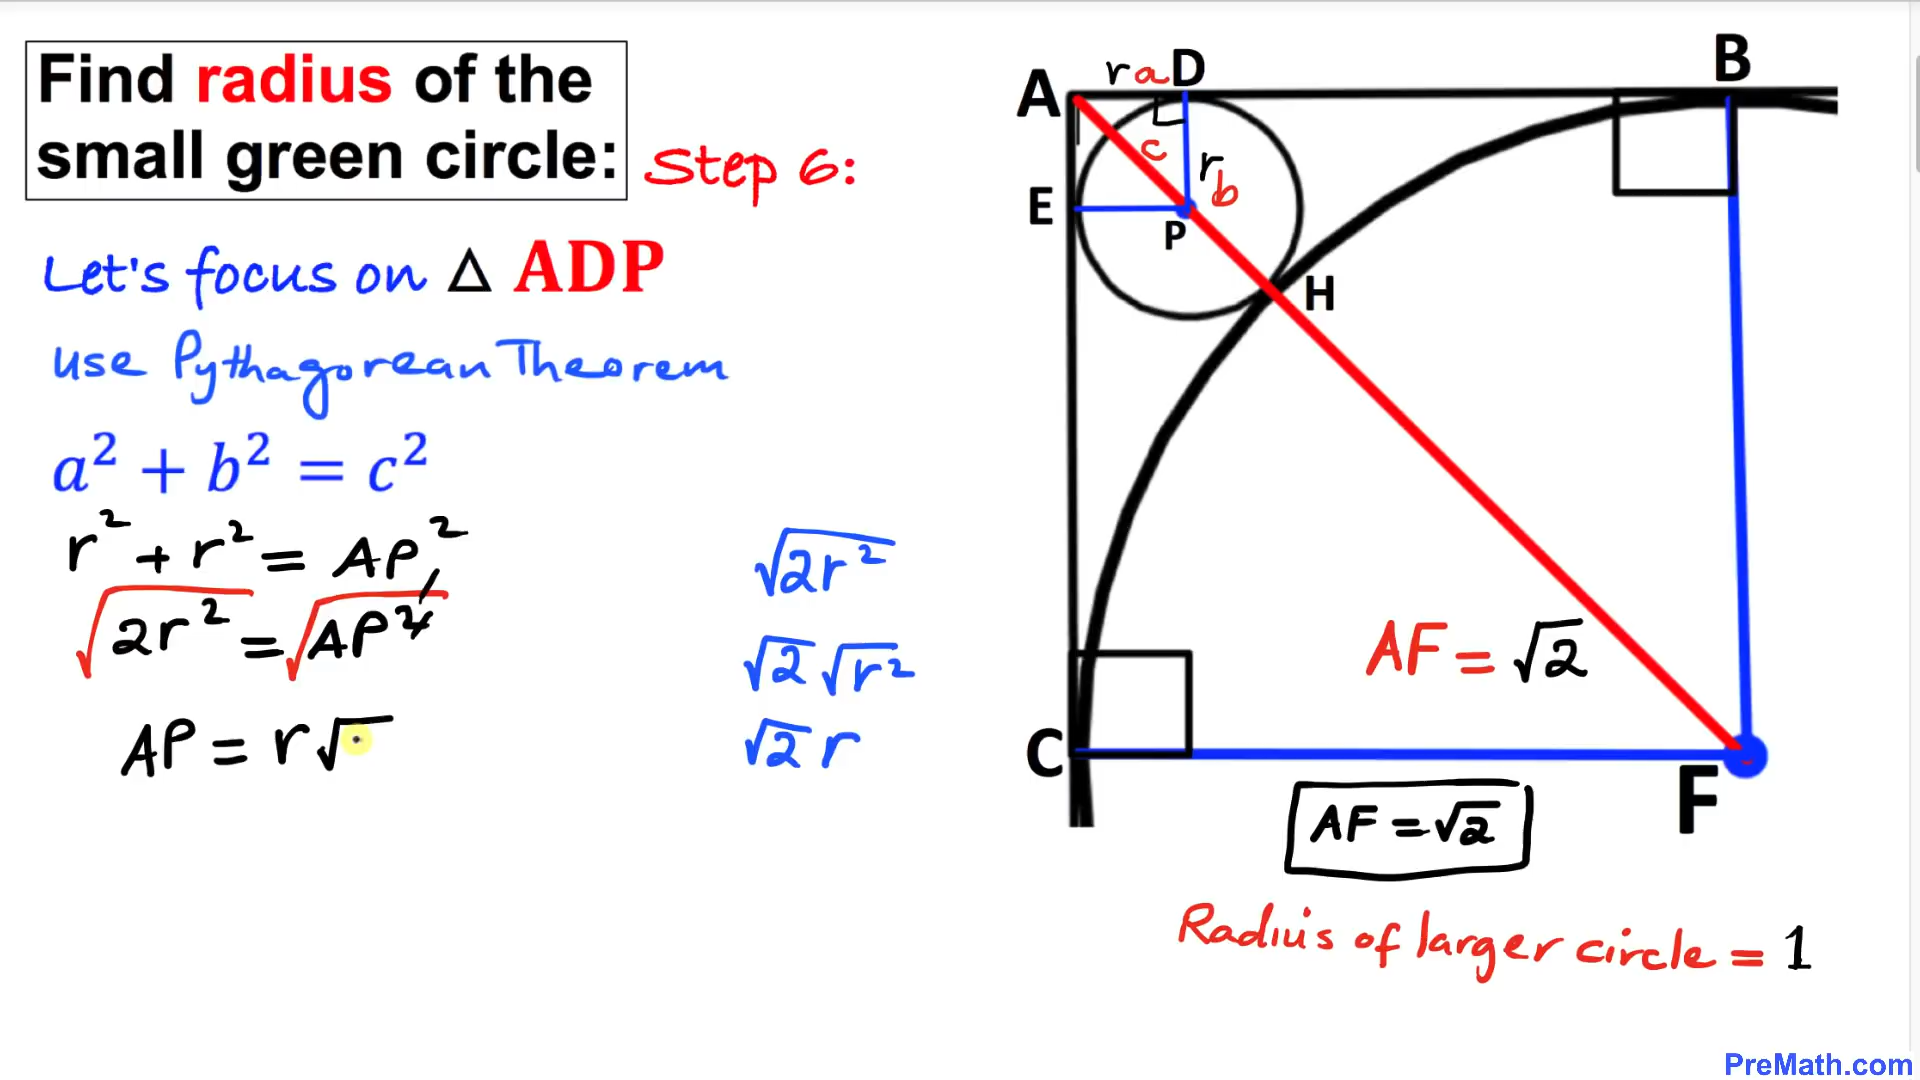 Find radius of the
small green circle:
Step 6:
Let's focus on △ ADP
use Pythagorean Theorem
a² + b² = c²
r² + r² = AP²
√2r² = √AP²
AP = r√
√2r²
√2 √r²
√2 r
A
r a D
B
c
r
b
E
P
H
AF = √2
C
F
AF = √2
Radius of larger circle = 1
PreMath.com